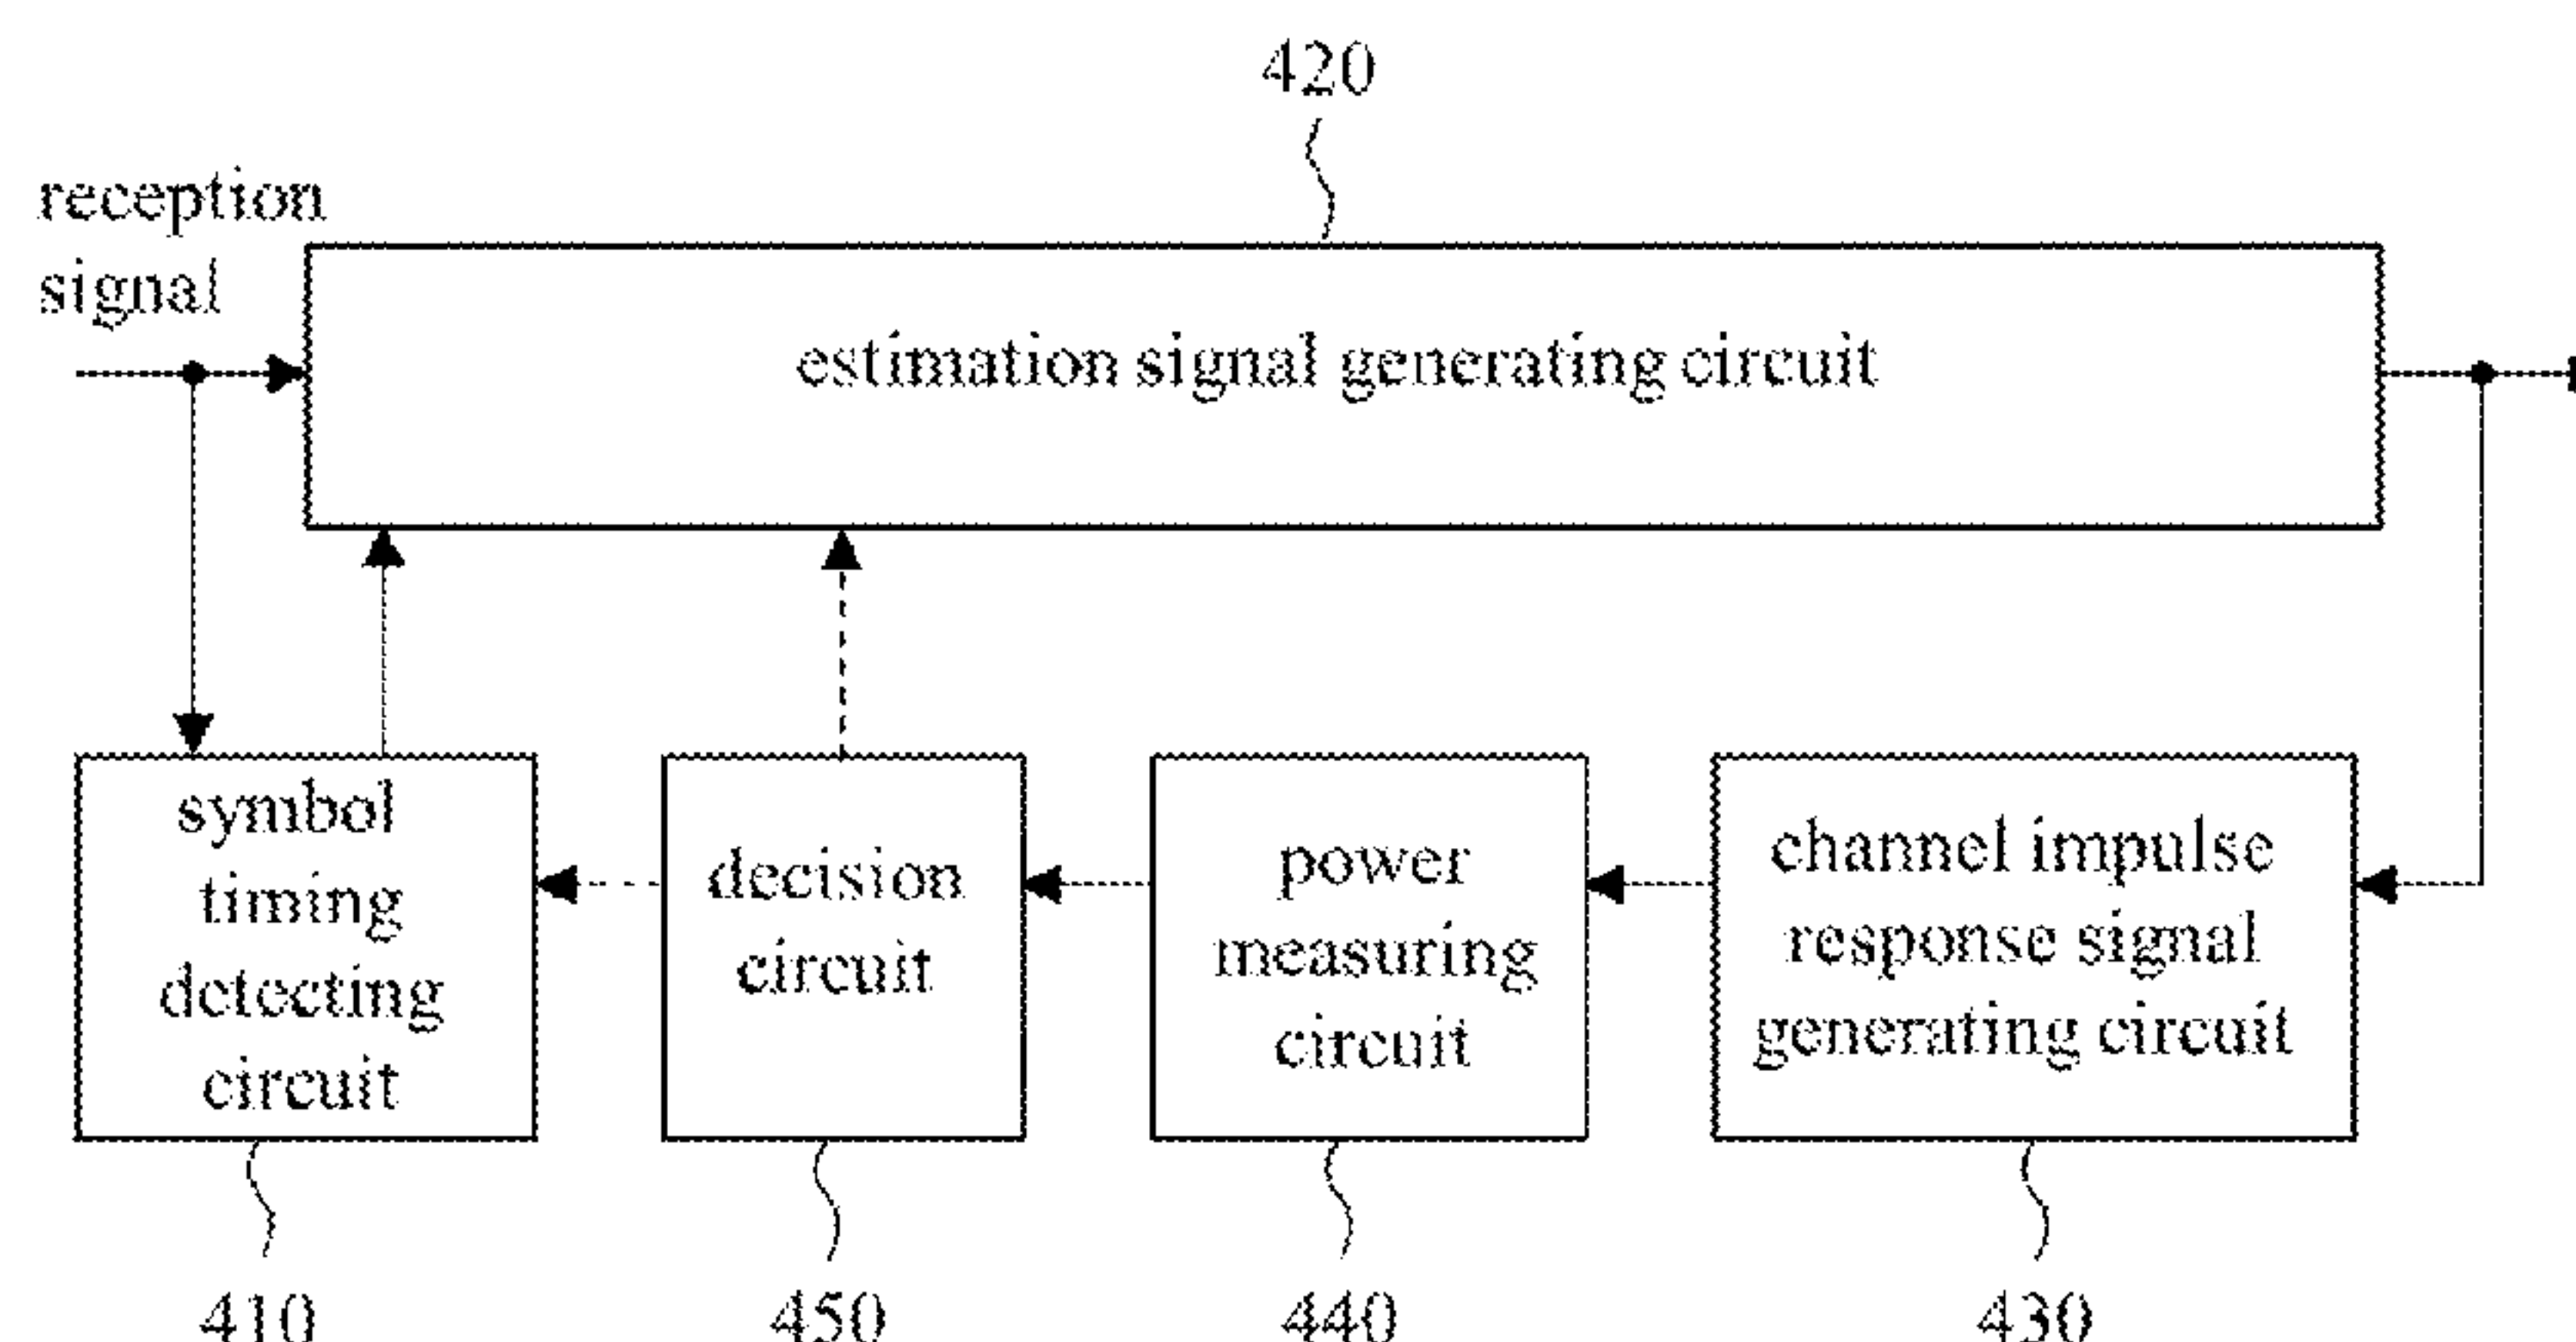 420
reception
signal
estimation signal generating circuit
symbol
timing
detecting
circuit
decision
circuit
power
measuring
circuit
channel impulse
response signal
generating circuit
410
450
440
430